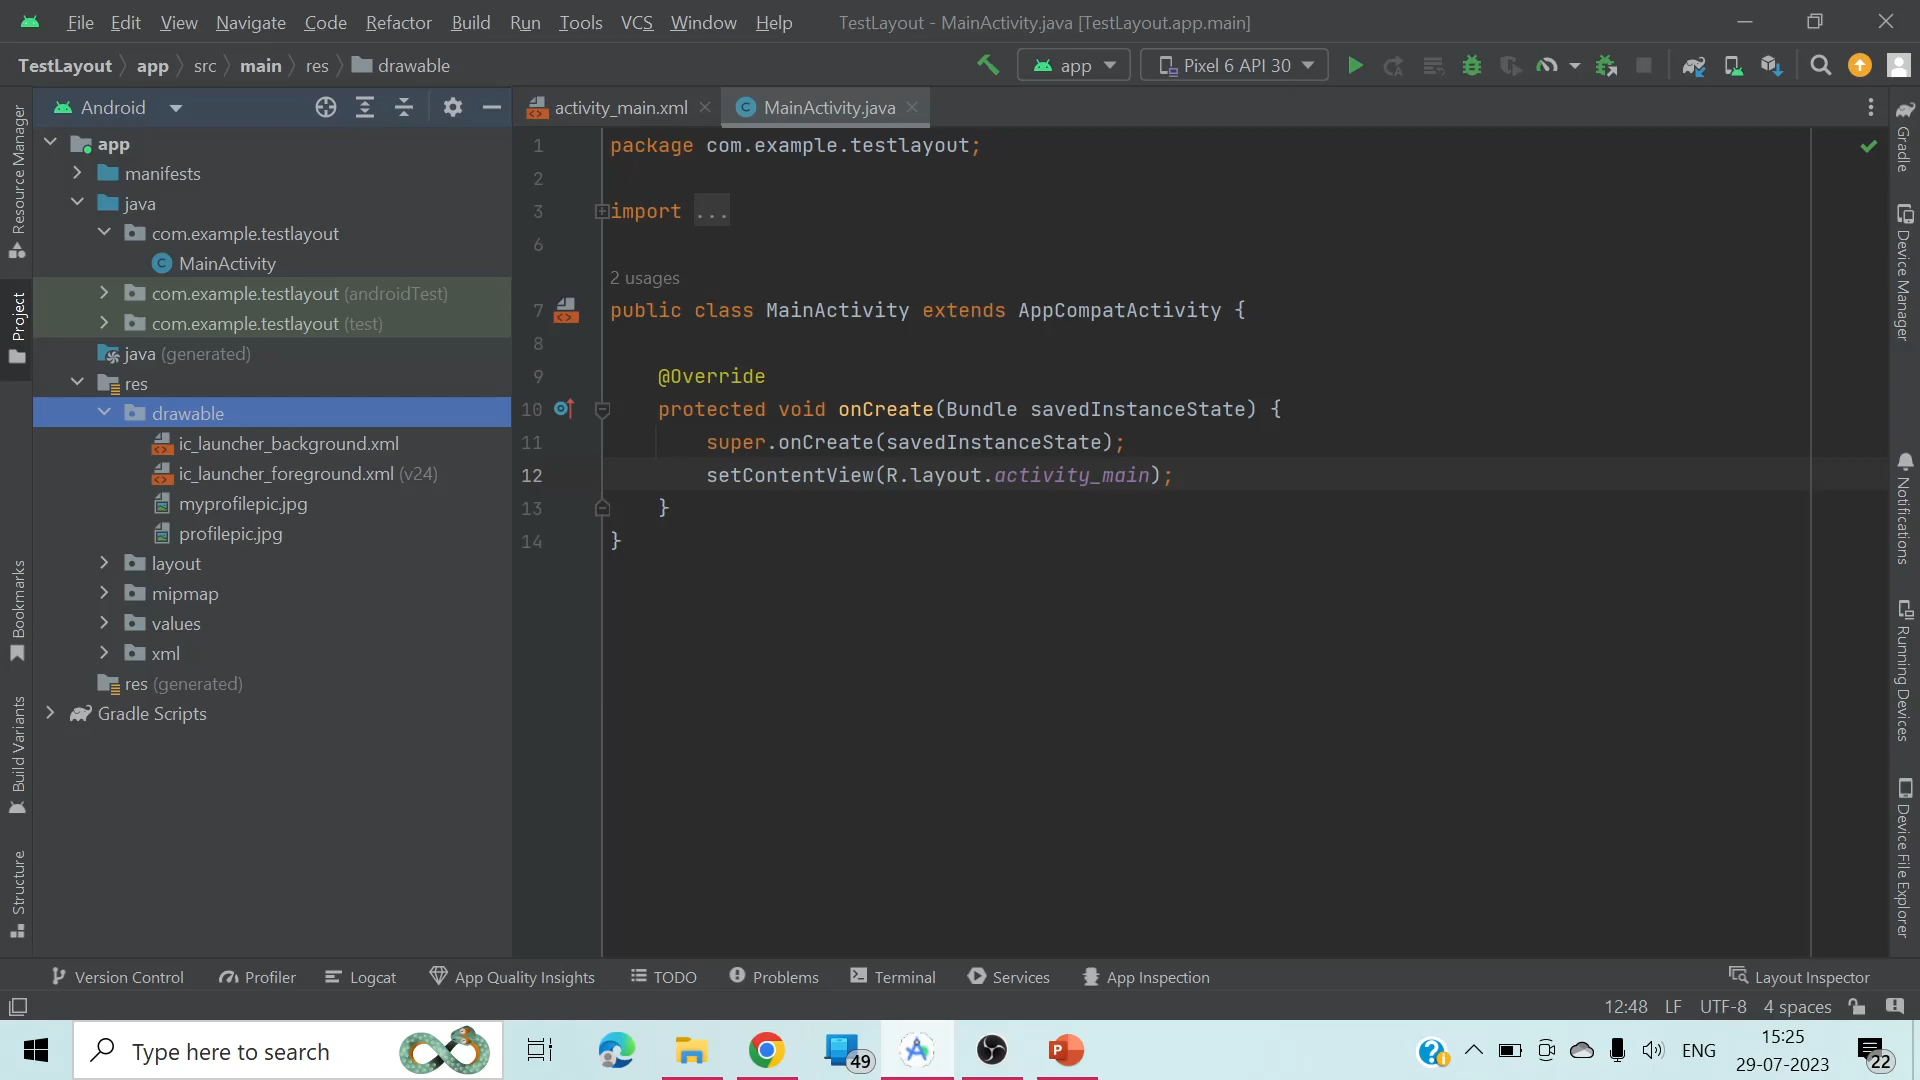 File Edit View Navigate Code Refactor Build Run Tools VCS Window Help TestLayout - MainActivity.java [TestLayout.app.main]
TestLayout app src main res drawable app Pixel 6 API 30
Android activity_main.xml MainActivity.java
app
manifests
java
com.example.testlayout
MainActivity
com.example.testlayout (androidTest)
com.example.testlayout (test)
java (generated)
res
drawable
ic_launcher_background.xml
ic_launcher_foreground.xml (v24)
myprofilepic.jpg
profilepic.jpg
layout
mipmap
values
xml
res (generated)
Gradle Scripts
1 package com.example.testlayout;
2
3 import ...
6
2 usages
7 public class MainActivity extends AppCompatActivity {
8
9 @Override
10 protected void onCreate(Bundle savedInstanceState) {
11 super.onCreate(savedInstanceState);
12 setContentView(R.layout.activity_main);
13 }
14 }
Resource Manager
Project
Bookmarks
Build Variants
Structure
Gradle
Device Manager
Notifications
Running Devices
Device File Explorer
Version Control Profiler Logcat App Quality Insights TODO Problems Terminal Services App Inspection Layout Inspector
12:48 LF UTF-8 4 spaces
Type here to search 49 ENG 15:25
29-07-2023 22